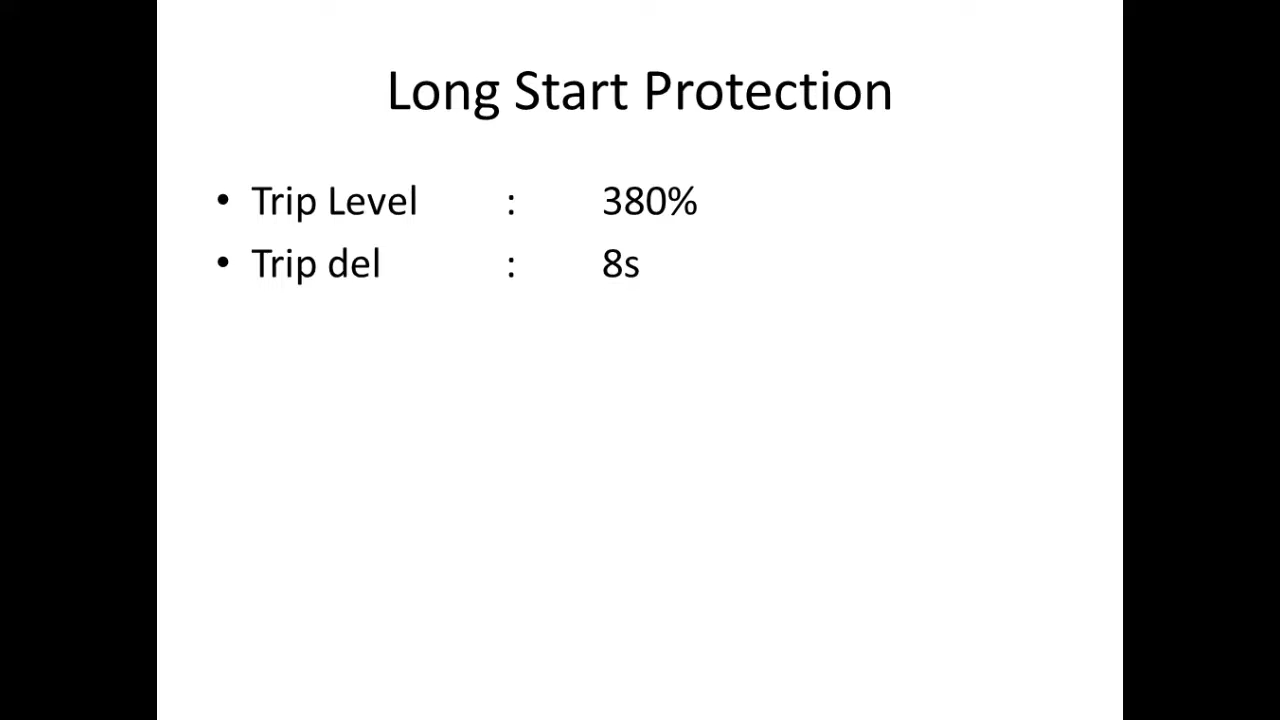 Long Start Protection
• Trip Level : 380%
• Trip del : 8s